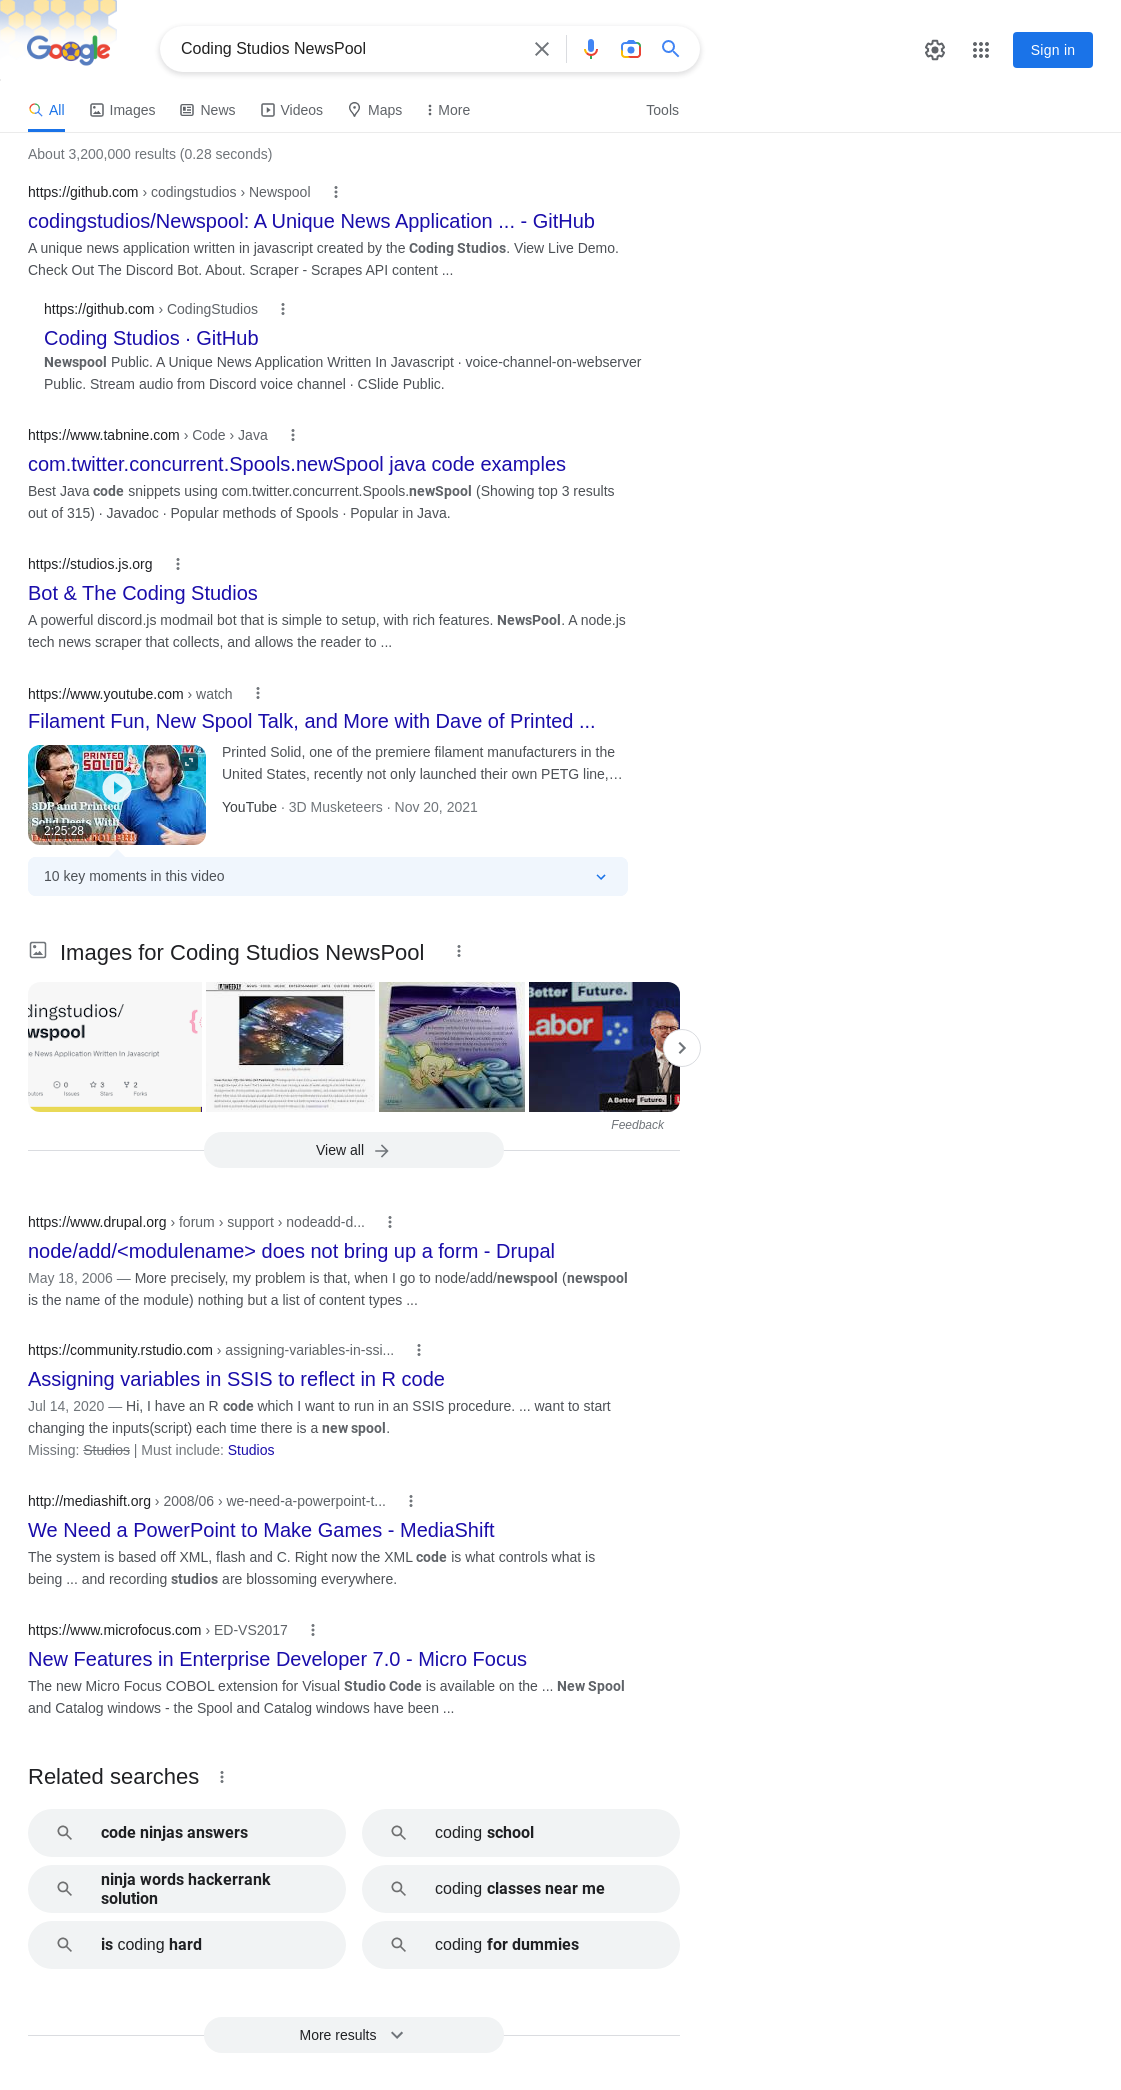 Google
Coding Studios NewsPool
Sign in
All
Images
News
Videos
Maps
More
Tools
About 3,200,000 results (0.28 seconds)
https://github.com › codingstudios › Newspool
codingstudios/Newspool: A Unique News Application ... - GitHub
A unique news application written in javascript created by the Coding Studios. View Live Demo.
Check Out The Discord Bot. About. Scraper - Scrapes API content ...
https://github.com › CodingStudios
Coding Studios · GitHub
Newspool Public. A Unique News Application Written In Javascript · voice-channel-on-webserver
Public. Stream audio from Discord voice channel · CSlide Public.
https://www.tabnine.com › Code › Java
com.twitter.concurrent.Spools.newSpool java code examples
Best Java code snippets using com.twitter.concurrent.Spools.newSpool (Showing top 3 results
out of 315) · Javadoc · Popular methods of Spools · Popular in Java.
https://studios.js.org
Bot & The Coding Studios
A powerful discord.js modmail bot that is simple to setup, with rich features. NewsPool. A node.js
tech news scraper that collects, and allows the reader to ...
https://www.youtube.com › watch
Filament Fun, New Spool Talk, and More with Dave of Printed ...
PRINTED
SOLID
3DP and Printed
Solid Deets With
2:25:28
Printed Solid, one of the premiere filament manufacturers in the
United States, recently not only launched their own PETG line,…
YouTube · 3D Musketeers · Nov 20, 2021
10 key moments in this video
Images for Coding Studios NewsPool
dingstudios/
wspool
e News Application Written In Javascript
0
Issues
3
Stars
2
Forks
Tinker Bell
Better Future.
Labor
A Better Future.
Feedback
View all
https://www.drupal.org › forum › support › nodeadd-d...
node/add/<modulename> does not bring up a form - Drupal
May 18, 2006 — More precisely, my problem is that, when I go to node/add/newspool (newspool
is the name of the module) nothing but a list of content types ...
https://community.rstudio.com › assigning-variables-in-ssi...
Assigning variables in SSIS to reflect in R code
Jul 14, 2020 — Hi, I have an R code which I want to run in an SSIS procedure. ... want to start
changing the inputs(script) each time there is a new spool.
Missing: Studios | Must include: Studios
http://mediashift.org › 2008/06 › we-need-a-powerpoint-t...
We Need a PowerPoint to Make Games - MediaShift
The system is based off XML, flash and C. Right now the XML code is what controls what is
being ... and recording studios are blossoming everywhere.
https://www.microfocus.com › ED-VS2017
New Features in Enterprise Developer 7.0 - Micro Focus
The new Micro Focus COBOL extension for Visual Studio Code is available on the ... New Spool
and Catalog windows - the Spool and Catalog windows have been ...
Related searches
code ninjas answers
coding school
ninja words hackerrank
solution
coding classes near me
is coding hard
coding for dummies
More results